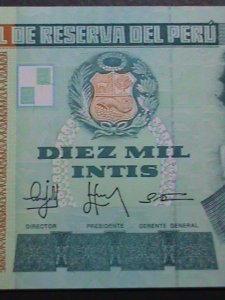 L DE RESERVA DEL PERÚ
DIEZ MIL
INTIS
DIRECTOR PRESIDENTE GERENTE GENERAL